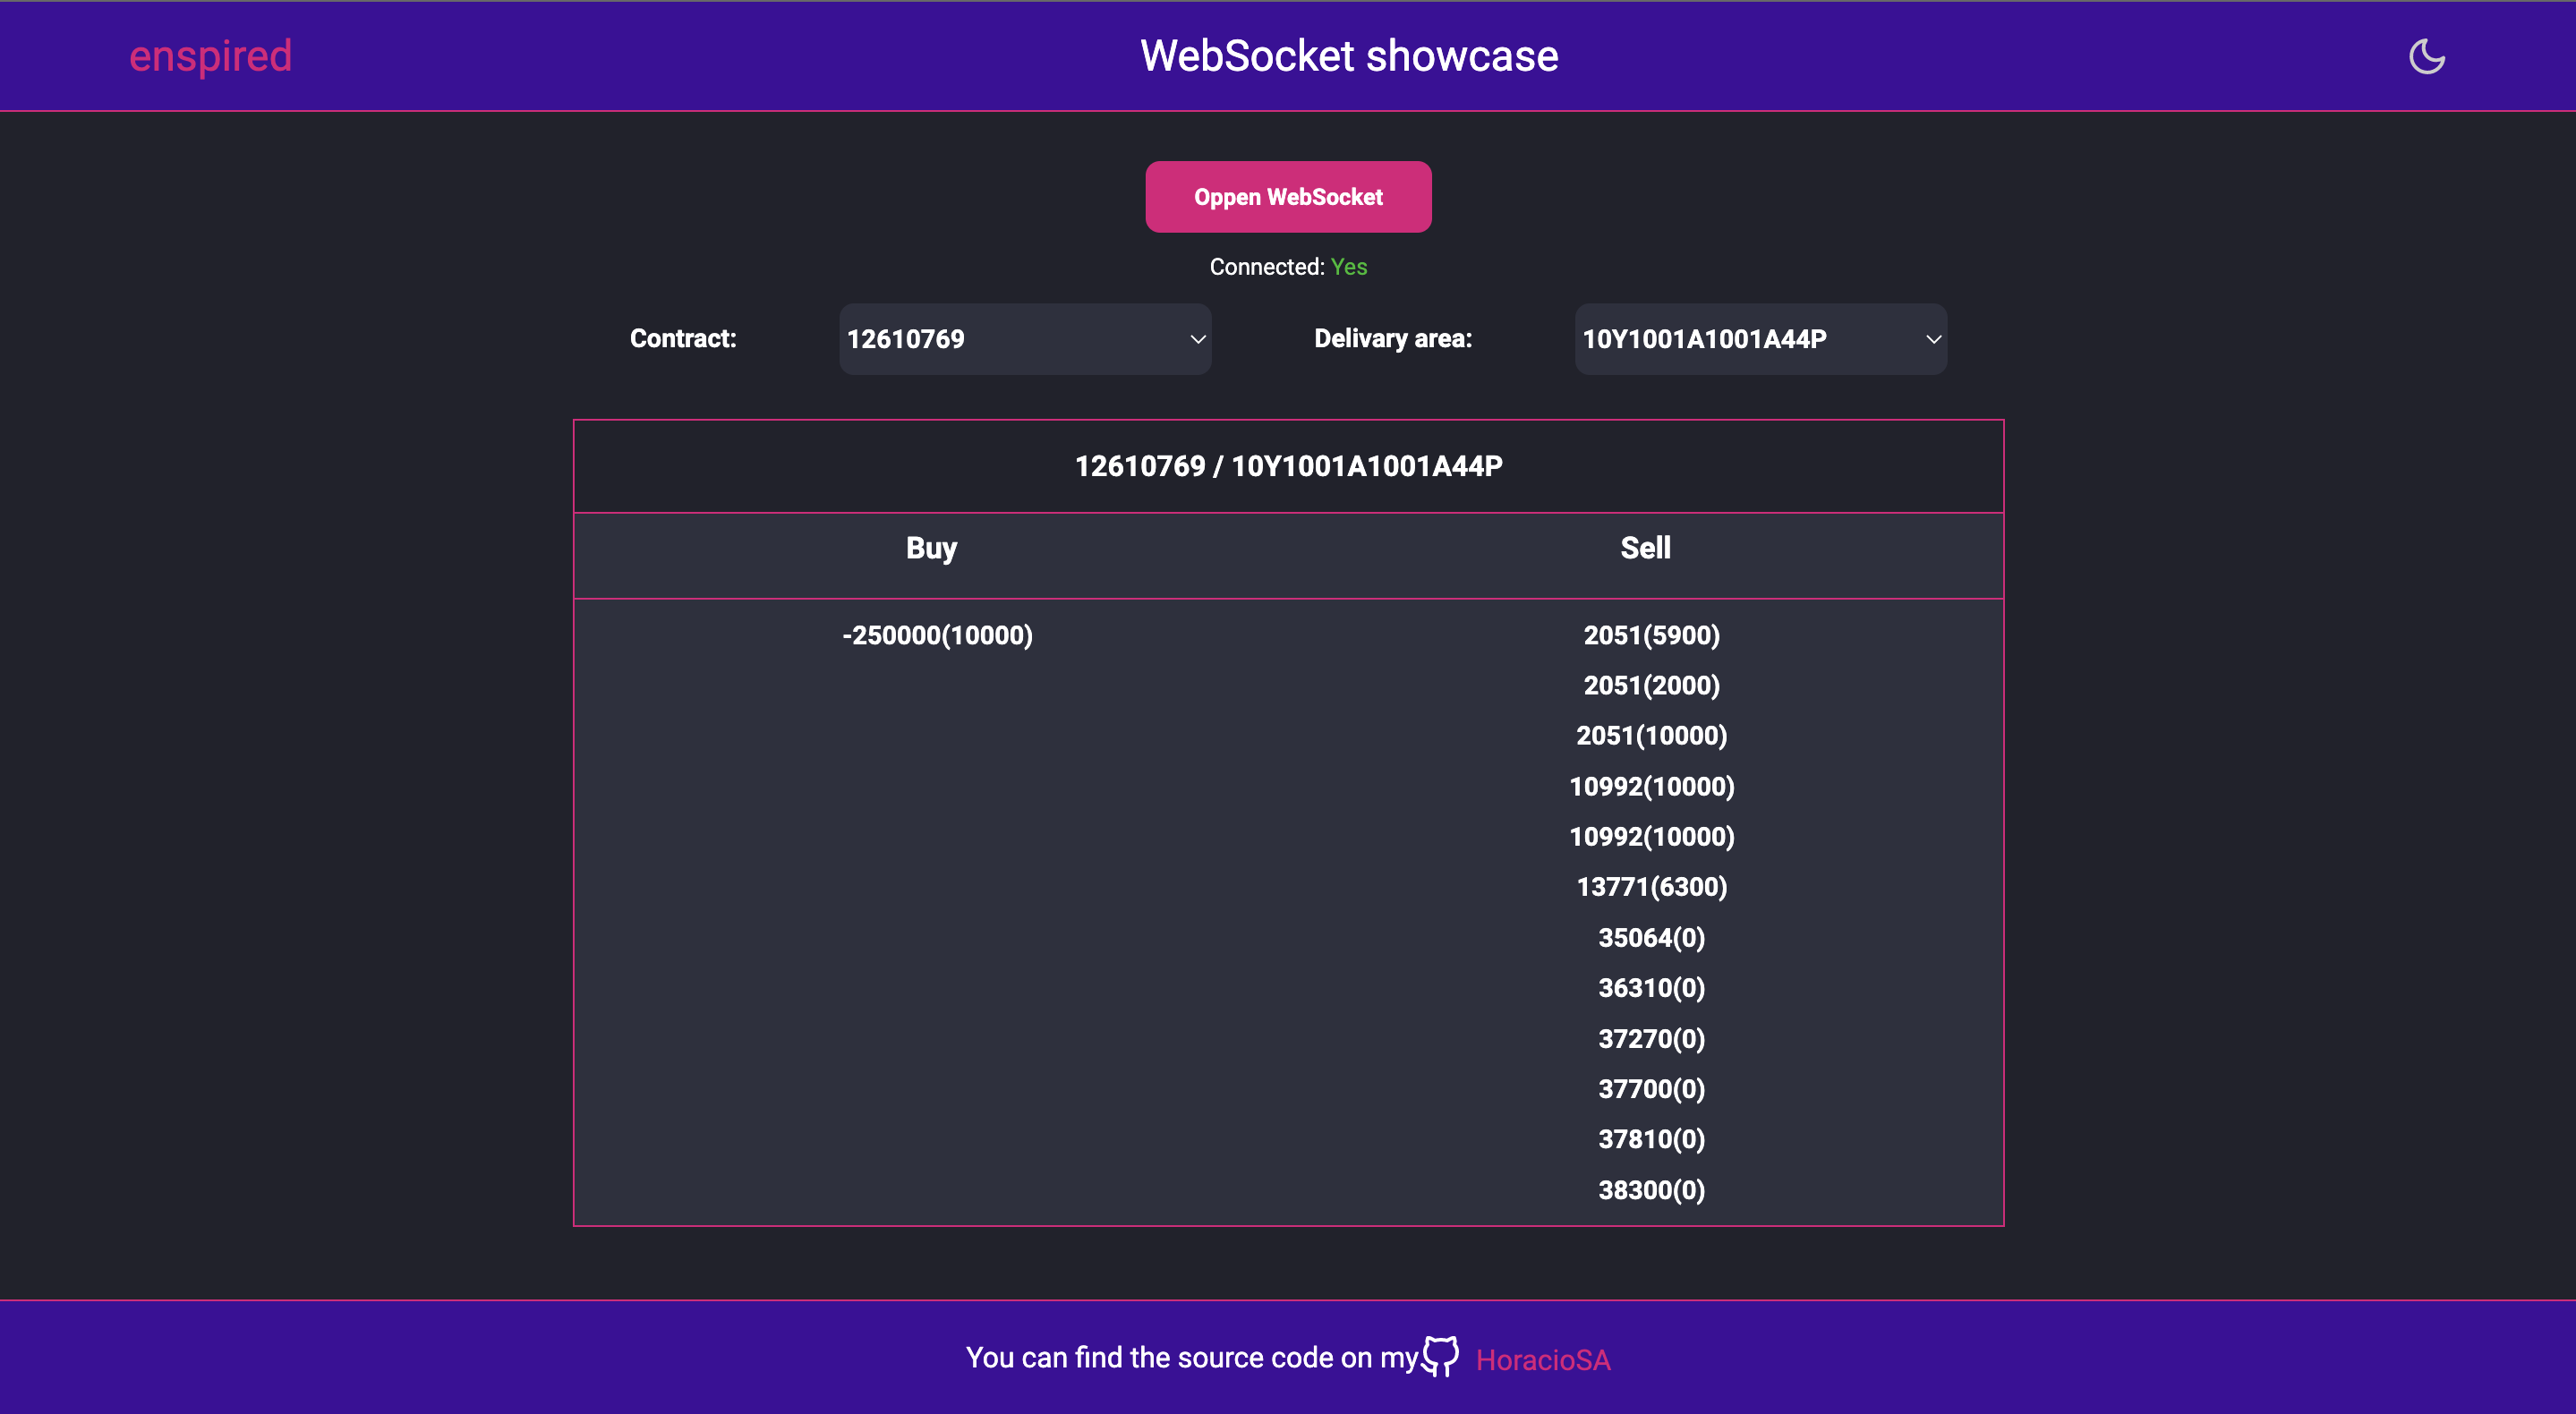 enspired
WebSocket showcase
Oppen WebSocket
Connected: Yes
Contract: 12610769 Delivary area: 10Y1001A1001A44P
12610769 / 10Y1001A1001A44P
Buy Sell
-250000(10000) 2051(5900)
2051(2000)
2051(10000)
10992(10000)
10992(10000)
13771(6300)
35064(0)
36310(0)
37270(0)
37700(0)
37810(0)
38300(0)
You can find the source code on my HoracioSA